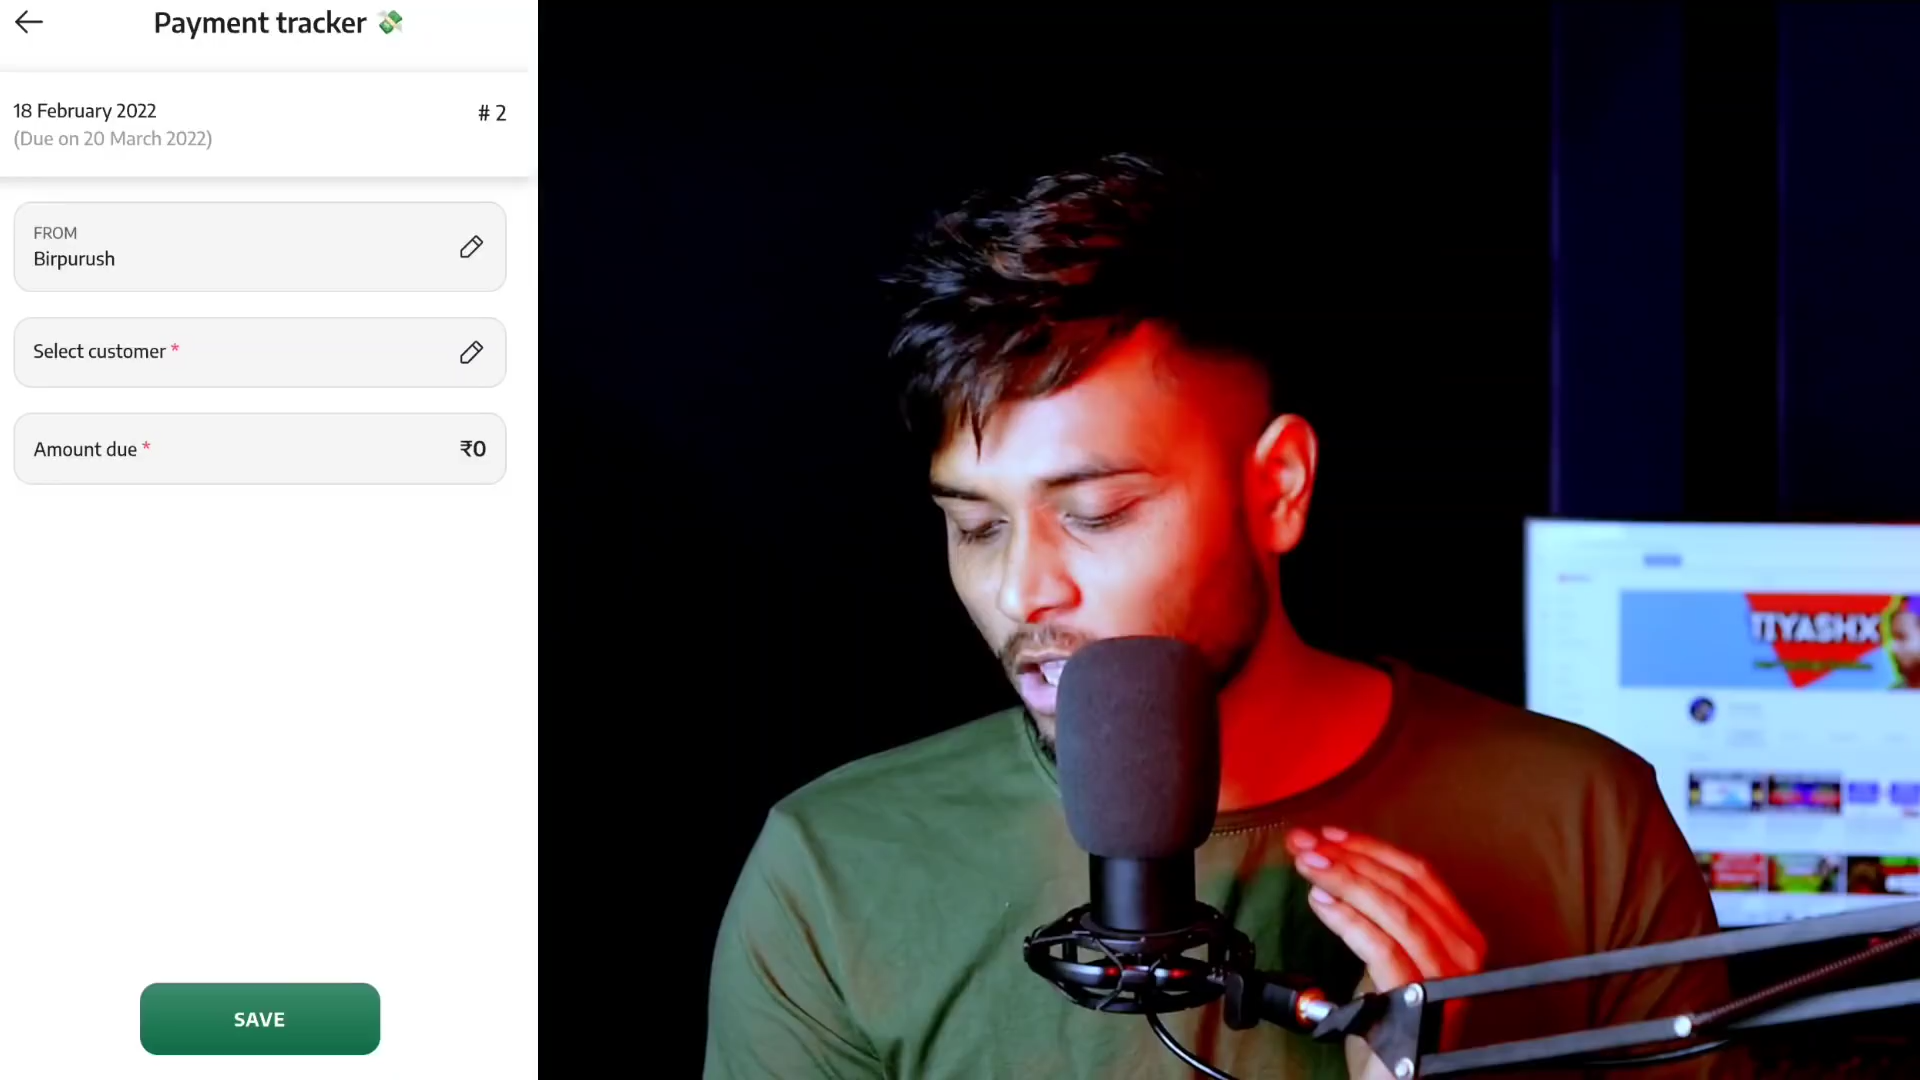 Payment tracker 💸
18 February 2022
# 2
(Due on 20 March 2022)
FROM
Birpurush
Select customer *
Amount due *
₹0
SAVE
TIYASHX